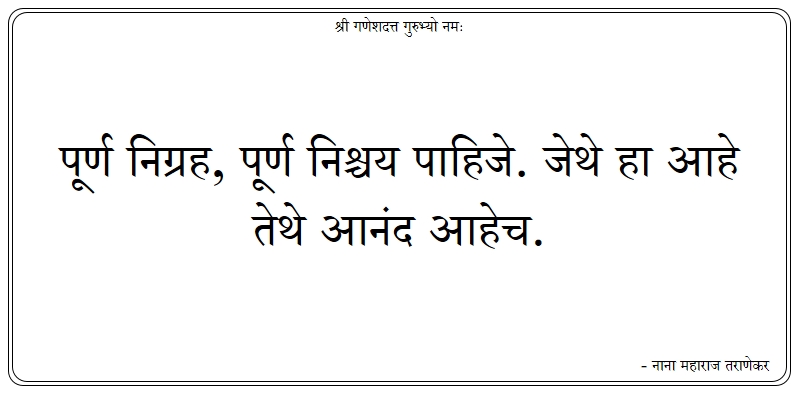 श्री गणेशदत्त गुरुभ्यो नमः
पूर्ण निग्रह, पूर्ण निश्चय पाहिजे. जेथे हा आहे
तेथे आनंद आहेच.
- नाना महाराज तराणेकर